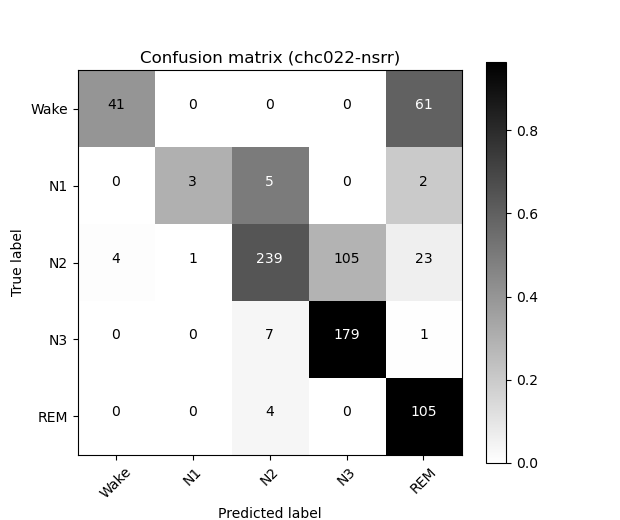 Confusion matrix (chc022-nsrr)
True label
Wake 41 0 0 0 61
N1 0 3 5 0 2
N2 4 1 239 105 23
N3 0 0 7 179 1
REM 0 0 4 0 105
Wake N1 N2 N3 REM
Predicted label
0.8
0.6
0.4
0.2
0.0